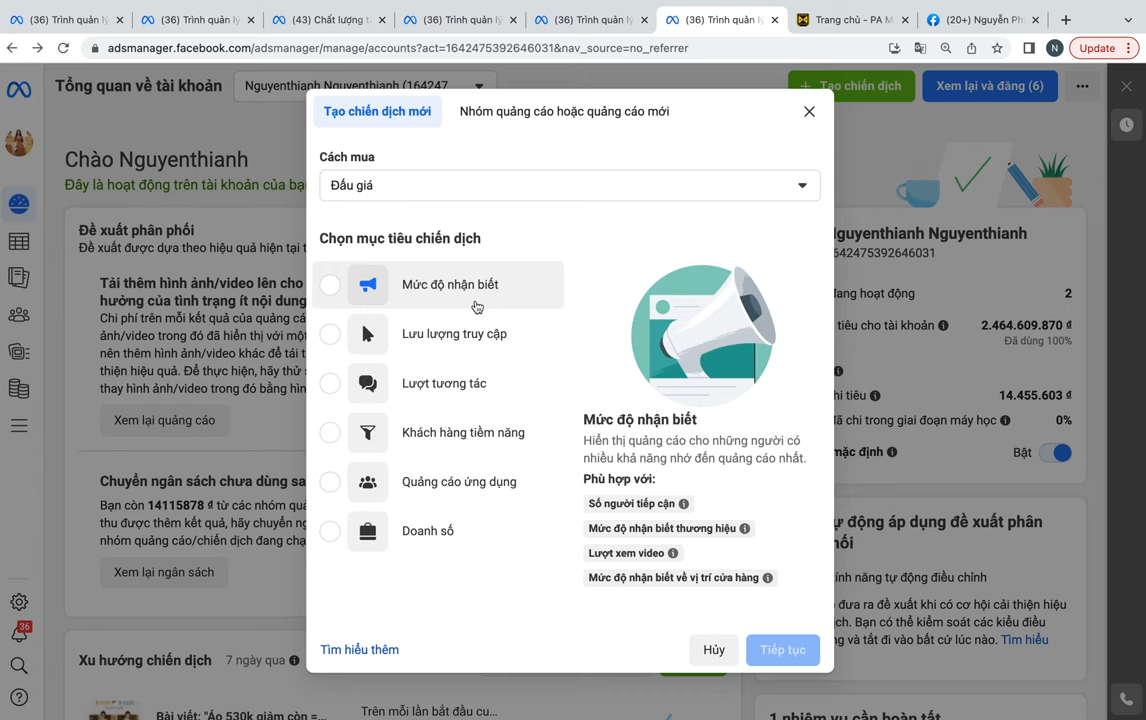 (36) Trình quản lý
(36) Trình quản lý
(43) Chất lượng t
(36) Trình quản lý
(36) Trình quản lý
(36) Trình quản lý
Trang chủ - PA M
(20+) Nguyễn Ph
adsmanager.facebook.com/adsmanager/manage/accounts?act=1642475392646031&nav_source=no_referrer
N
Update
Tổng quan về tài khoản
Nguyenthianh Nguyenthianh (164247
+ Tạo chiến dịch
Xem lại và đăng (6)
Chào Nguyenthianh
Đây là hoạt động trên tài khoản của bạ
Đề xuất phân phối
Đề xuất được dựa theo hiệu quả hiện tại t
Tải thêm hình ảnh/video lên cho
hưởng của tình trạng ít nội dung
Chi phí trên mỗi kết quả của quảng cá
ảnh/video trong đó đã hiển thị với một
nên thêm hình ảnh/video khác để tái t
thiện hiệu quả. Để thực hiện, hãy thử s
thay hình ảnh/video trong đó bằng hìn
Xem lại quảng cáo
Chuyển ngân sách chưa dùng sa
Bạn còn 14115878 ₫ từ các nhóm quả
thu được thêm kết quả, hãy chuyển ng
nhóm quảng cáo/chiến dịch đang chạ
Xem lại ngân sách
Xu hướng chiến dịch 7 ngày qua
Bài viết: "Áo 530k giảm còn =...
Trên mỗi lần bắt đầu cu...
36
Tạo chiến dịch mới
Nhóm quảng cáo hoặc quảng cáo mới
Cách mua
Đấu giá
Chọn mục tiêu chiến dịch
Mức độ nhận biết
Lưu lượng truy cập
Lượt tương tác
Khách hàng tiềm năng
Quảng cáo ứng dụng
Doanh số
Mức độ nhận biết
Hiển thị quảng cáo cho những người có
nhiều khả năng nhớ đến quảng cáo nhất.
Phù hợp với:
Số người tiếp cận
Mức độ nhận biết thương hiệu
Lượt xem video
Mức độ nhận biết về vị trí cửa hàng
Tìm hiểu thêm
Hủy
Tiếp tục
guyenthianh Nguyenthianh
642475392646031
đang hoạt động 2
tiêu cho tài khoản 2.464.609.870 ₫
Đã dùng 100%
hi tiêu 14.455.603 ₫
đã chi trong giai đoạn máy học 0%
mặc định Bật
ự động áp dụng đề xuất phân
hối
ính năng tự động điều chỉnh
đưa ra đề xuất khi có cơ hội cải thiện hiệu
ịch. Bạn có thể kiểm soát các kiểu điều
g và tắt đi vào bất cứ lúc nào. Tìm hiểu
1 nhiệm vụ cần hoàn tất